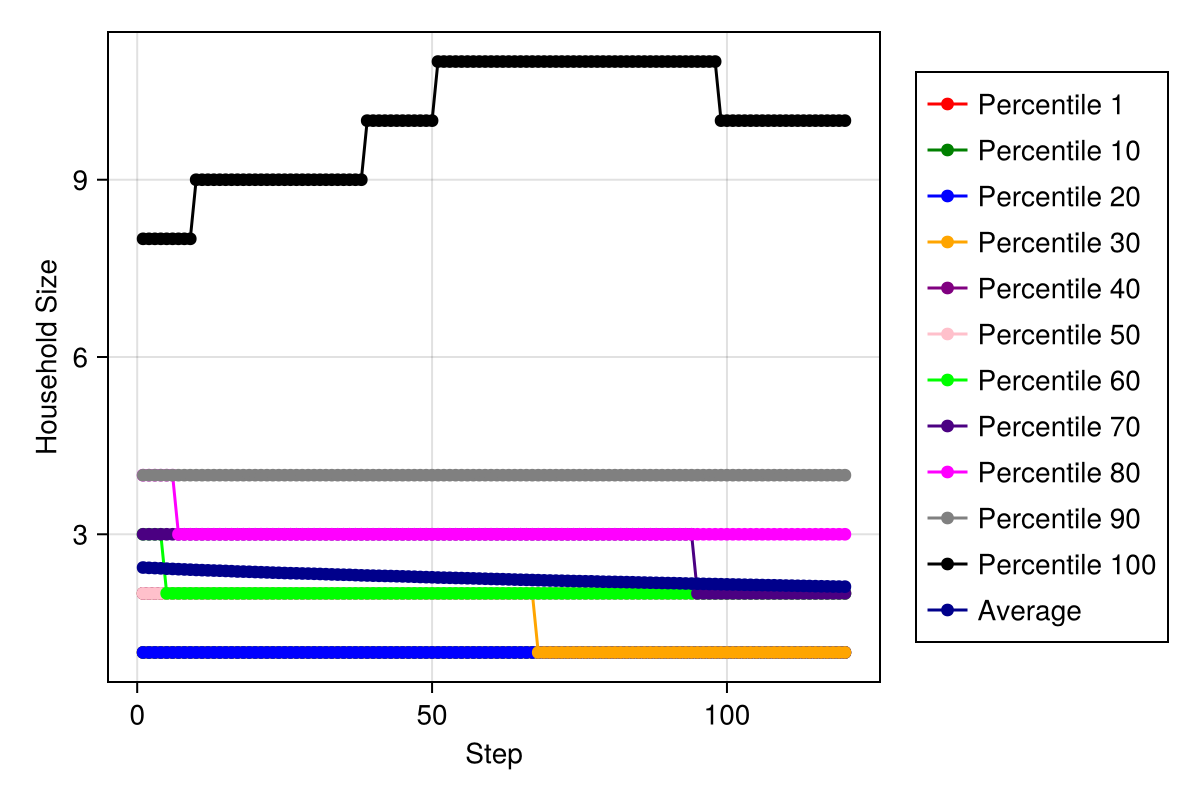 Household Size
9
6
3
0
50
100
Step
Percentile 1
Percentile 10
Percentile 20
Percentile 30
Percentile 40
Percentile 50
Percentile 60
Percentile 70
Percentile 80
Percentile 90
Percentile 100
Average